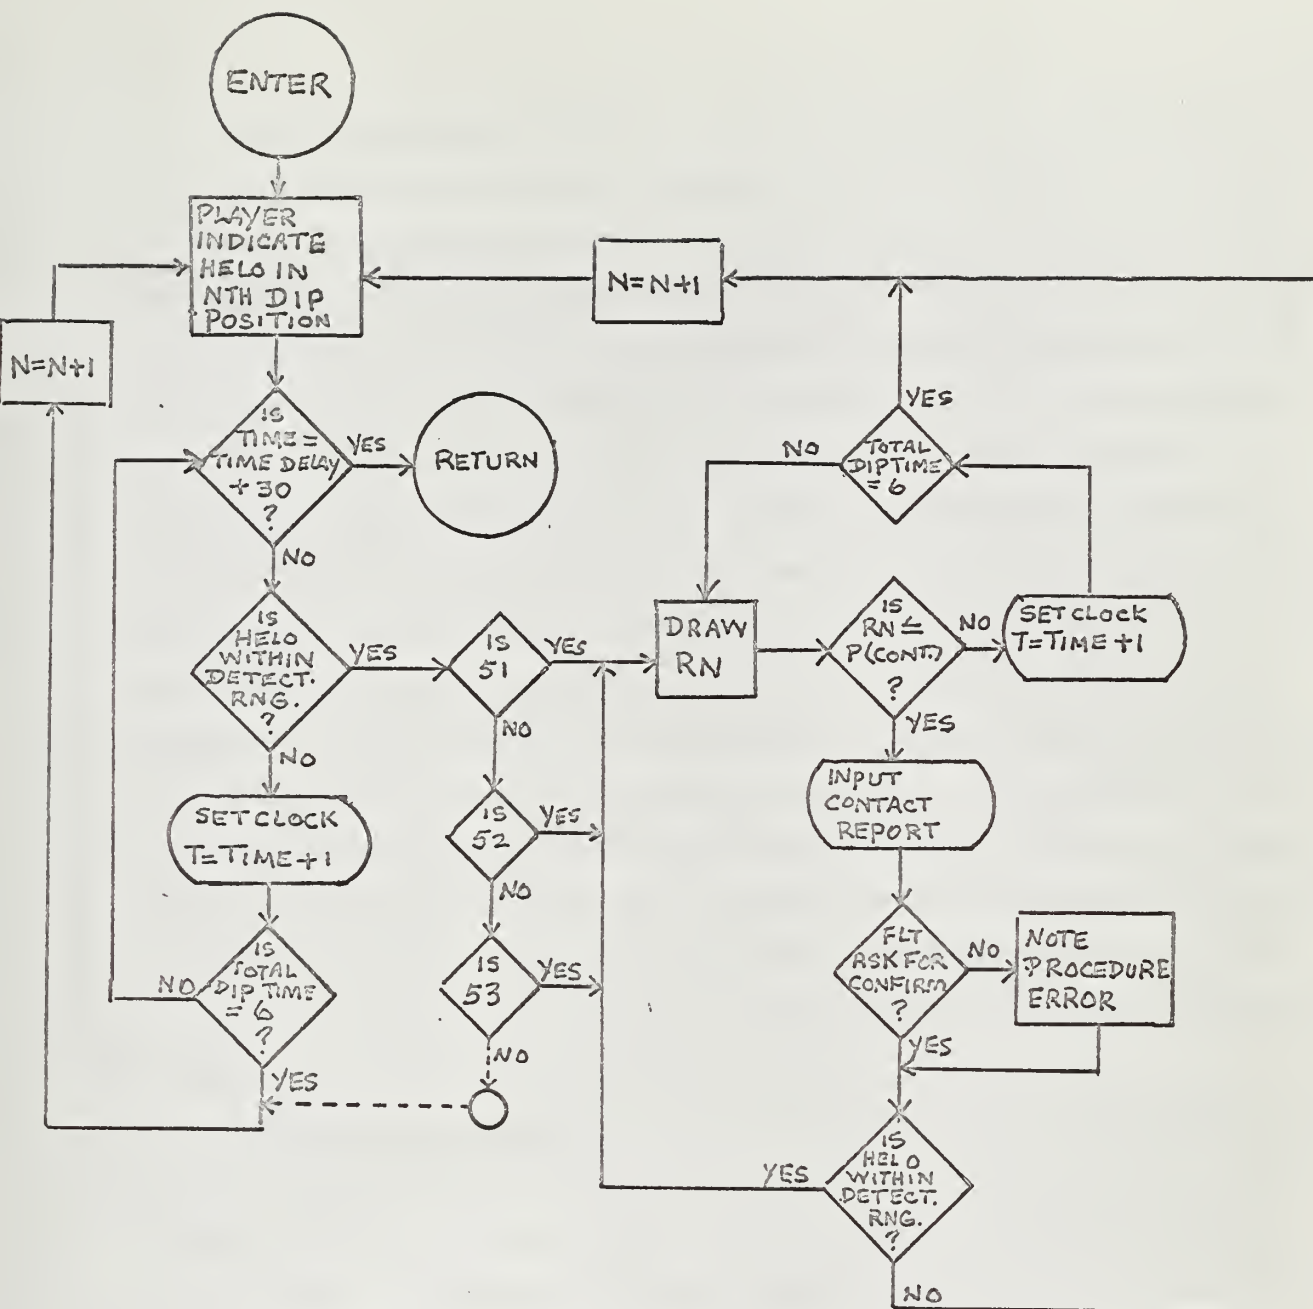 ENTER
PLAYER
INDICATE
HELO IN
NTH DIP
POSITION
N=N+1
N=N+1
IS
TIME =
TIME DELAY
+30
?
YES
RETURN
NO
YES
TOTAL
DIPTIME
= 6
NO
IS
HELO
WITHIN
DETECT.
RNG.
?
YES
IS
51
YES
DRAW
RN
IS
RN ≤
P(CONT.)
?
NO
SET CLOCK
T=TIME+1
NO
NO
YES
SET CLOCK
T=TIME+1
IS
52
YES
INPUT
CONTACT
REPORT
NO
IS
TOTAL
DIP TIME
= 6
?
NO
IS
53
YES
FLT
ASK FOR
CONFIRM
?
NO
NOTE
PROCEDURE
ERROR
YES
NO
YES
IS
HELO
WITHIN
DETECT.
RNG.
?
YES
NO